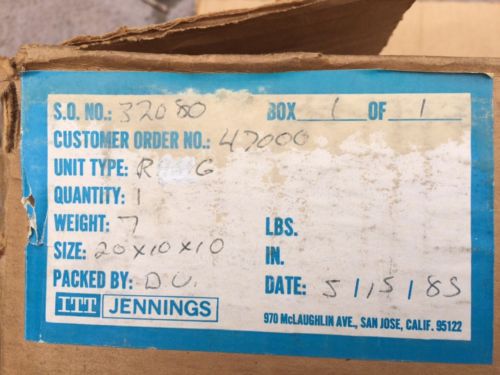 S.O. NO.: 32080 BOX 1 OF 1
CUSTOMER ORDER NO.: 47000
UNIT TYPE: R G
QUANTITY: 1
WEIGHT: 7 LBS.
SIZE: 20x10x10 IN.
PACKED BY: D.U. DATE: 5/15/85
ITT JENNINGS 970 McLAUGHLIN AVE., SAN JOSE, CALIF. 95122